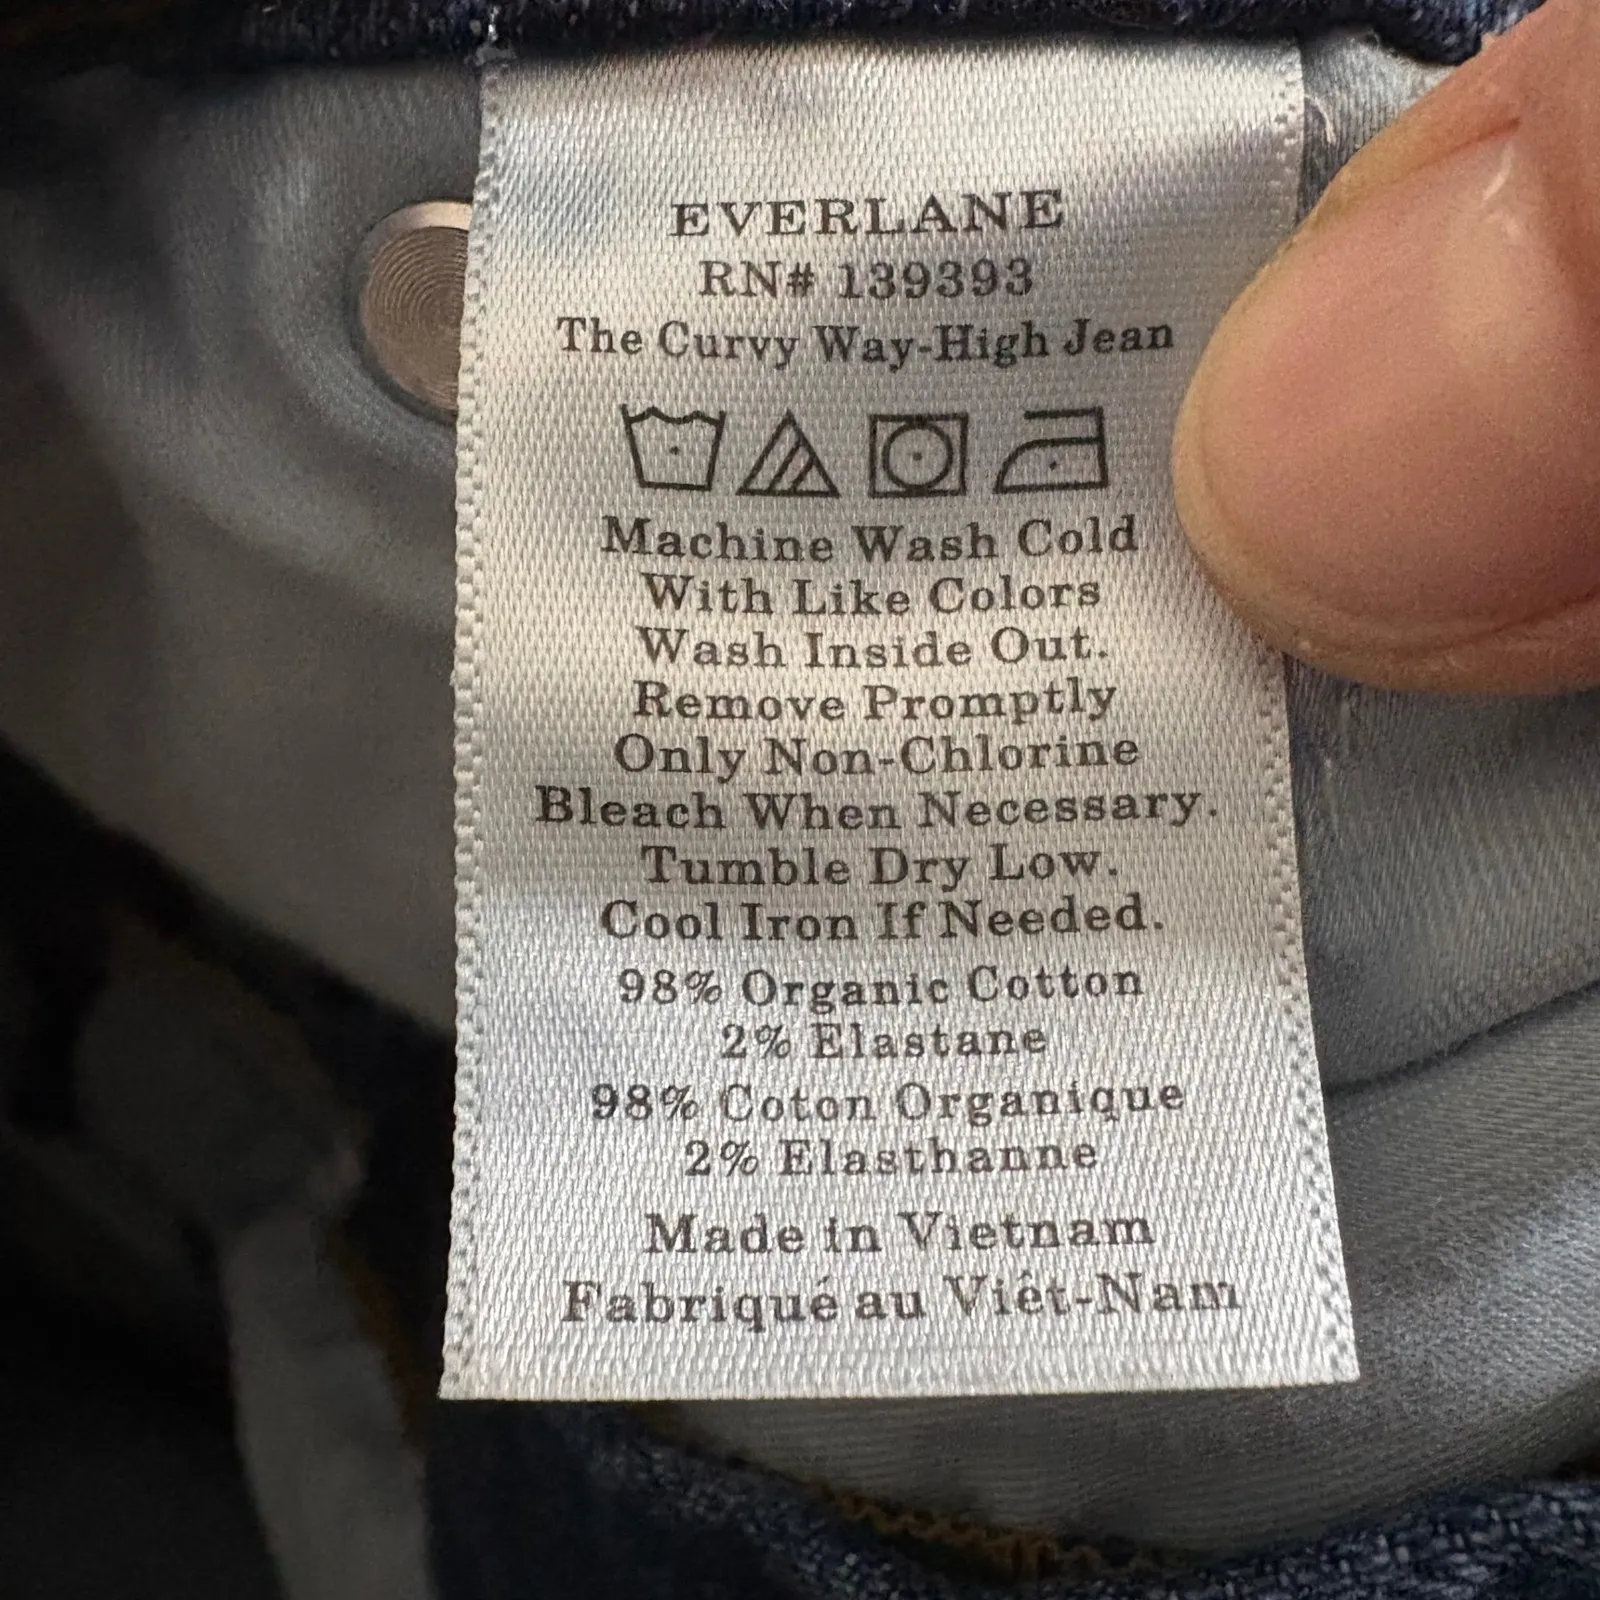 EVERLANE
RN# 139393
The Curvy Way-High Jean
Machine Wash Cold
With Like Colors
Wash Inside Out.
Remove Promptly
Only Non-Chlorine
Bleach When Necessary.
Tumble Dry Low.
Cool Iron If Needed.
98% Organic Cotton
2% Elastane
98% Coton Organique
2% Elasthanne
Made in Vietnam
Fabriqué au Viêt-Nam